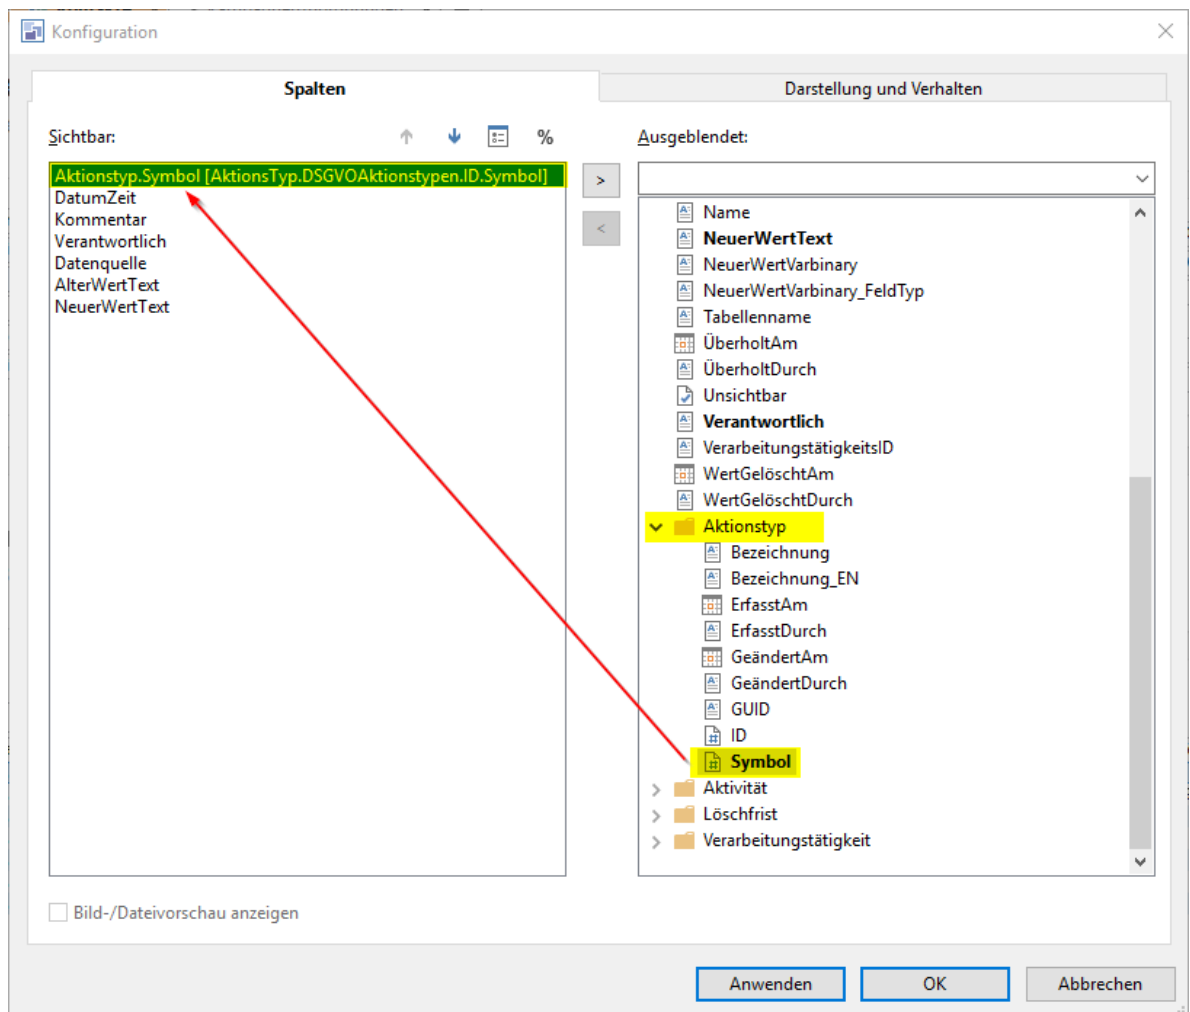 Konfiguration
Spalten
Darstellung und Verhalten
Sichtbar:
%
Ausgeblendet:
Aktionstyp.Symbol [AktionsTyp.DSGVOAktionstypen.ID.Symbol]
DatumZeit
Kommentar
Verantwortlich
Datenquelle
AlterWertText
NeuerWertText
>
<
Name
NeuerWertText
NeuerWertVarbinary
NeuerWertVarbinary_FeldTyp
Tabellenname
ÜberholtAm
ÜberholtDurch
Unsichtbar
Verantwortlich
VerarbeitungstätigkeitsID
WertGelöschtAm
WertGelöschtDurch
Aktionstyp
Bezeichnung
Bezeichnung_EN
ErfasstAm
ErfasstDurch
GeändertAm
GeändertDurch
GUID
ID
Symbol
Aktivität
Löschfrist
Verarbeitungstätigkeit
Bild-/Dateivorschau anzeigen
Anwenden
OK
Abbrechen